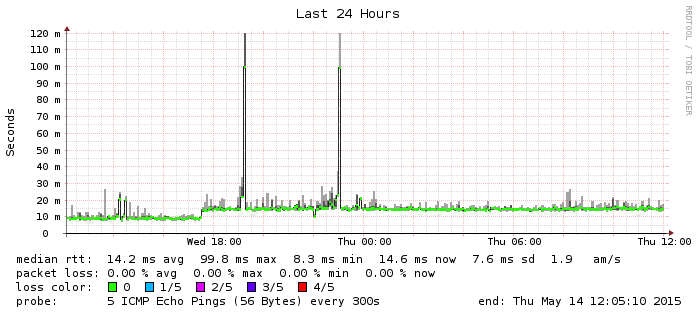 Last 24 Hours
RRDTOOL / TOBI OETIKER
Seconds
120 m
110 m
100 m
90 m
80 m
70 m
60 m
50 m
40 m
30 m
20 m
10 m
0
Wed 18:00 Thu 00:00 Thu 06:00 Thu 12:00
median rtt: 14.2 ms avg 99.8 ms max 8.3 ms min 14.6 ms now 7.6 ms sd 1.9 am/s
packet loss: 0.00 % avg 0.00 % max 0.00 % min 0.00 % now
loss color: 0 1/5 2/5 3/5 4/5
probe: 5 ICMP Echo Pings (56 Bytes) every 300s end: Thu May 14 12:05:10 2015